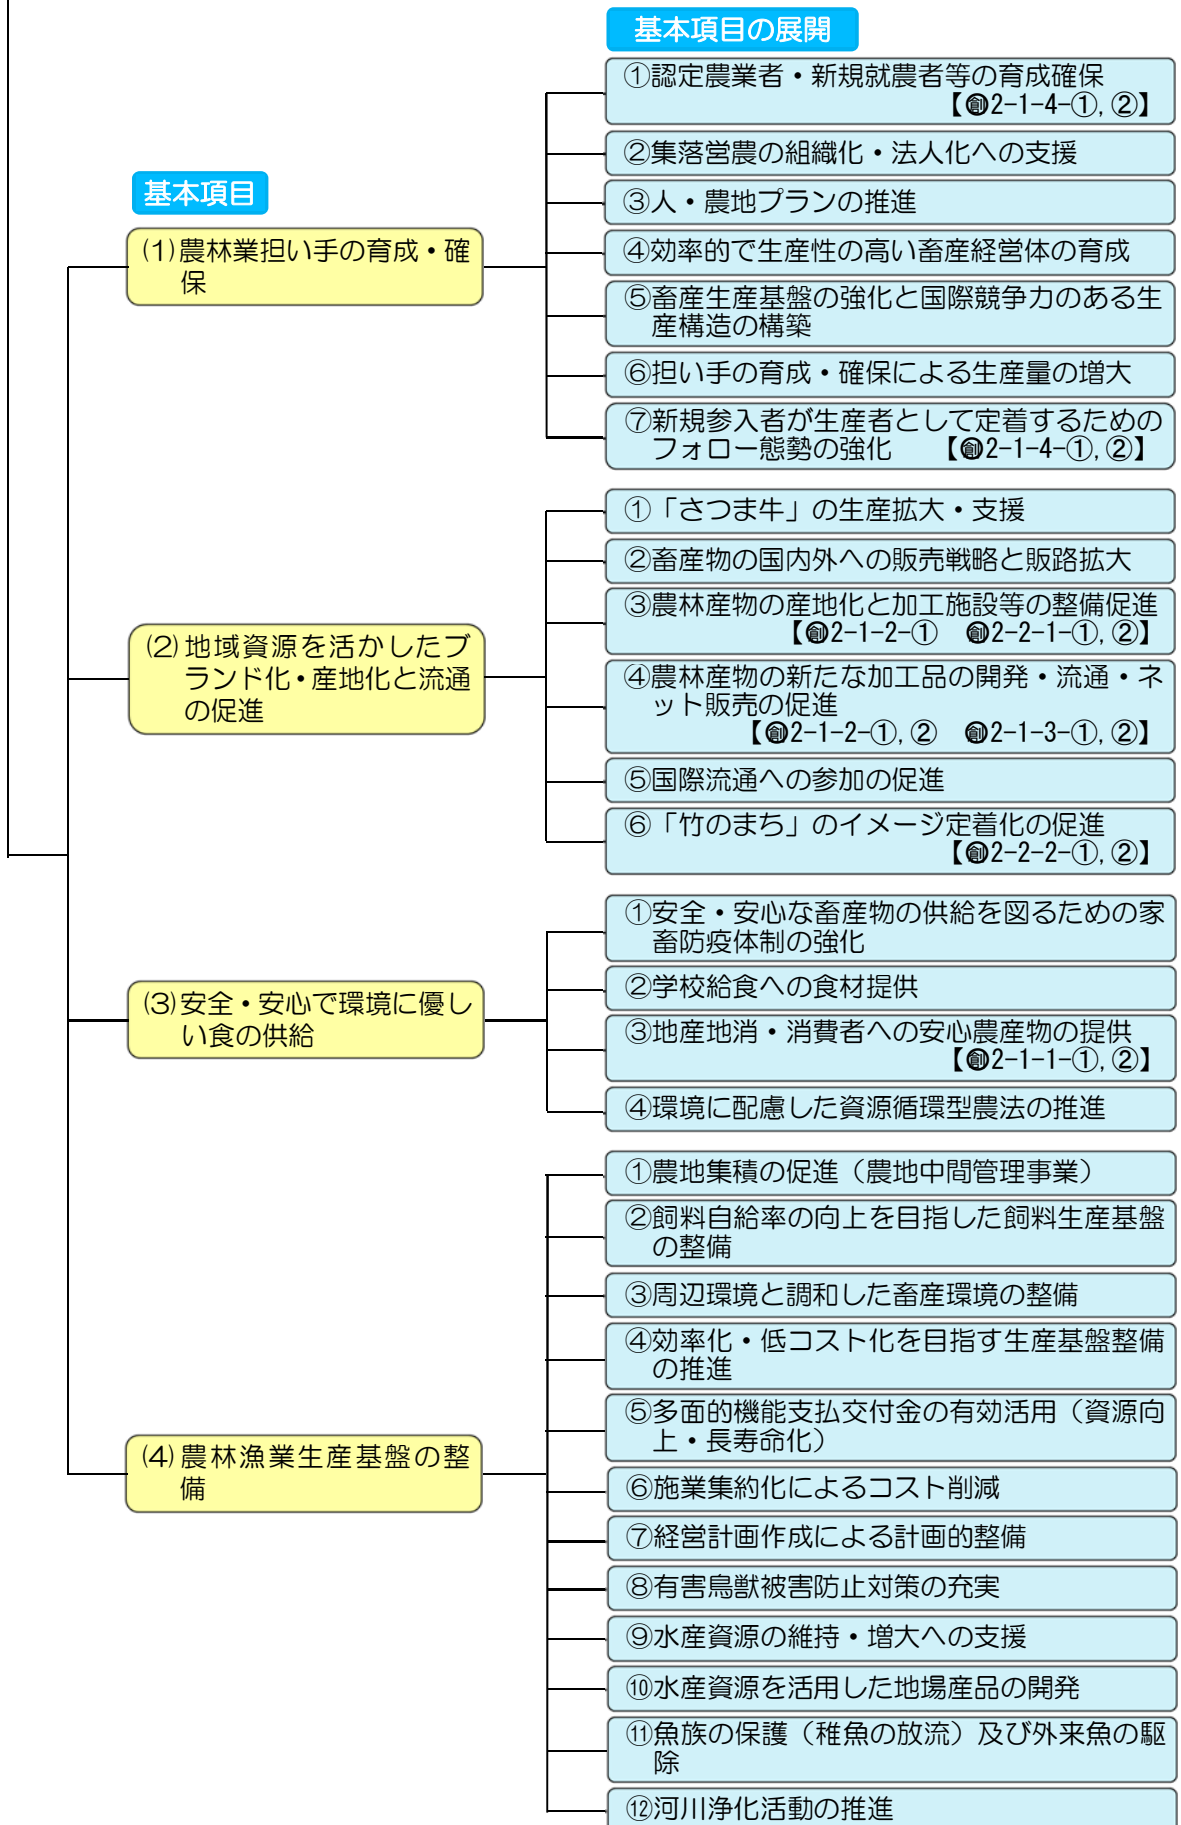 基本項目の展開
基本項目
⑴農林業担い手の育成・確
保
①認定農業者・新規就農者等の育成確保
【㊢2-1-4-①,②】
②集落営農の組織化・法人化への支援
③人・農地プランの推進
④効率的で生産性の高い畜産経営体の育成
⑤畜産生産基盤の強化と国際競争力のある生
産構造の構築
⑥担い手の育成・確保による生産量の増大
⑦新規参入者が生産者として定着するための
フォロー態勢の強化 【創2-1-4-①,②】
⑵地域資源を活かしたブ
ランド化・産地化と流通
の促進
①「さつま牛」の生産拡大・支援
②畜産物の国内外への販売戦略と販路拡大
③農林産物の産地化と加工施設等の整備促進
【創2-1-2-① 創2-2-1-①,②】
④農林産物の新たな加工品の開発・流通・ネ
ット販売の促進
【創2-1-2-①,② 創2-1-3-①,②】
⑤国際流通への参加の促進
⑥「竹のまち」のイメージ定着化の促進
【創2-2-2-①,②】
⑶安全・安心で環境に優し
い食の供給
①安全・安心な畜産物の供給を図るための家
畜防疫体制の強化
②学校給食への食材提供
③地産地消・消費者への安心農産物の提供
【創2-1-1-①,②】
④環境に配慮した資源循環型農法の推進
⑷農林漁業生産基盤の整
備
①農地集積の促進（農地中間管理事業）
②飼料自給率の向上を目指した飼料生産基盤
の整備
③周辺環境と調和した畜産環境の整備
④効率化・低コスト化を目指す生産基盤整備
の推進
⑤多面的機能支払交付金の有効活用（資源向
上・長寿命化）
⑥施業集約化によるコスト削減
⑦経営計画作成による計画的整備
⑧有害鳥獣被害防止対策の充実
⑨水産資源の維持・増大への支援
⑩水産資源を活用した地場産品の開発
⑪魚族の保護（稚魚の放流）及び外来魚の駆
除
⑫河川浄化活動の推進